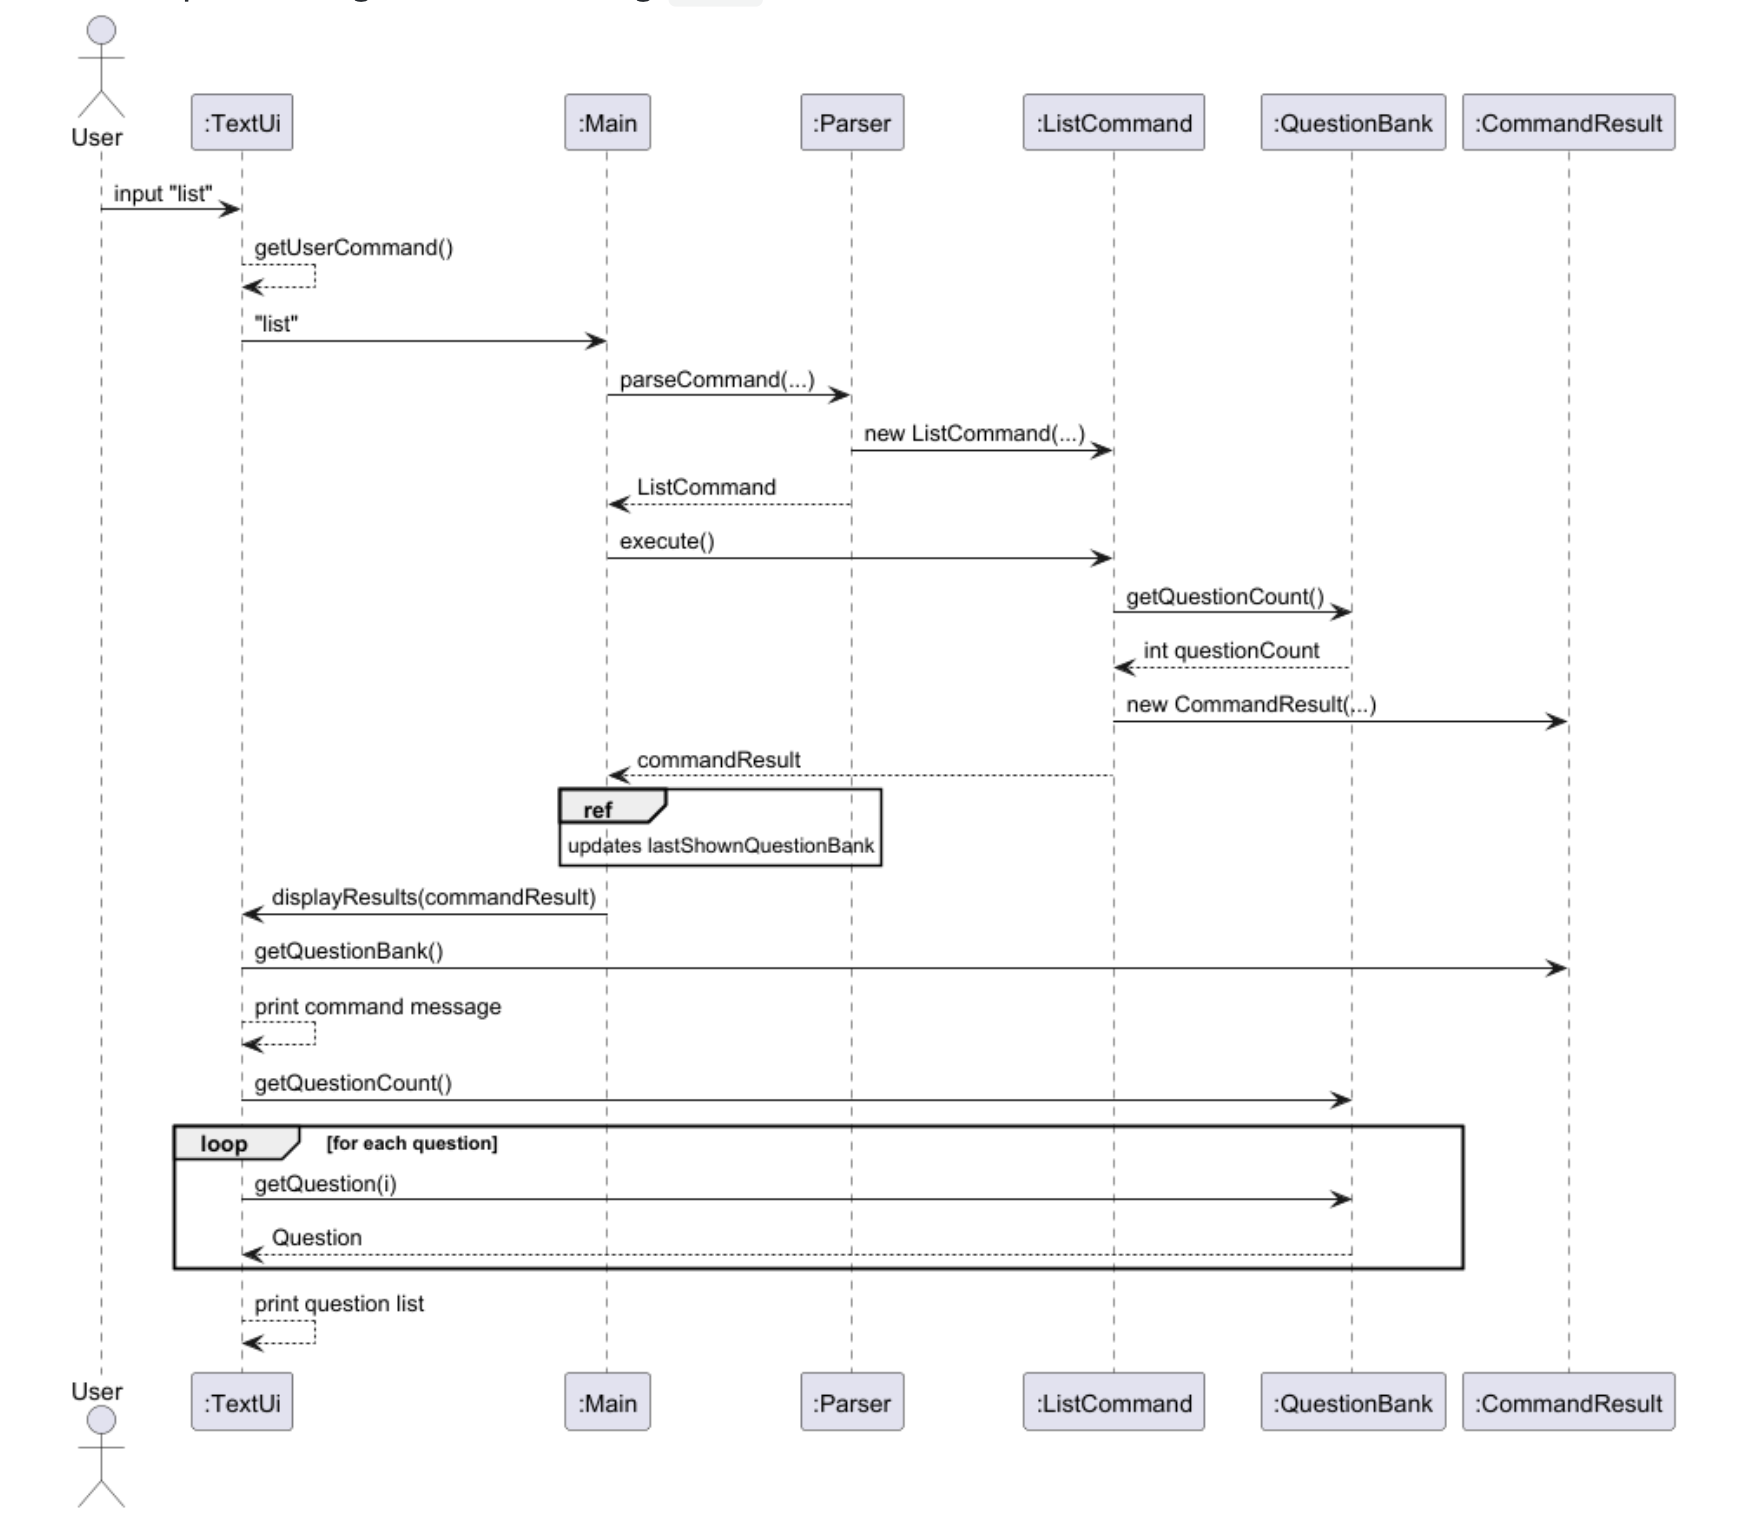 User
:TextUi
:Main
:Parser
:ListCommand
:QuestionBank
:CommandResult
input "list"
getUserCommand()
"list"
parseCommand(...)
new ListCommand(...)
ListCommand
execute()
getQuestionCount()
int questionCount
new CommandResult(...)
commandResult
ref
updates lastShownQuestionBank
displayResults(commandResult)
getQuestionBank()
print command message
getQuestionCount()
loop [for each question]
getQuestion(i)
Question
print question list
User
:TextUi
:Main
:Parser
:ListCommand
:QuestionBank
:CommandResult